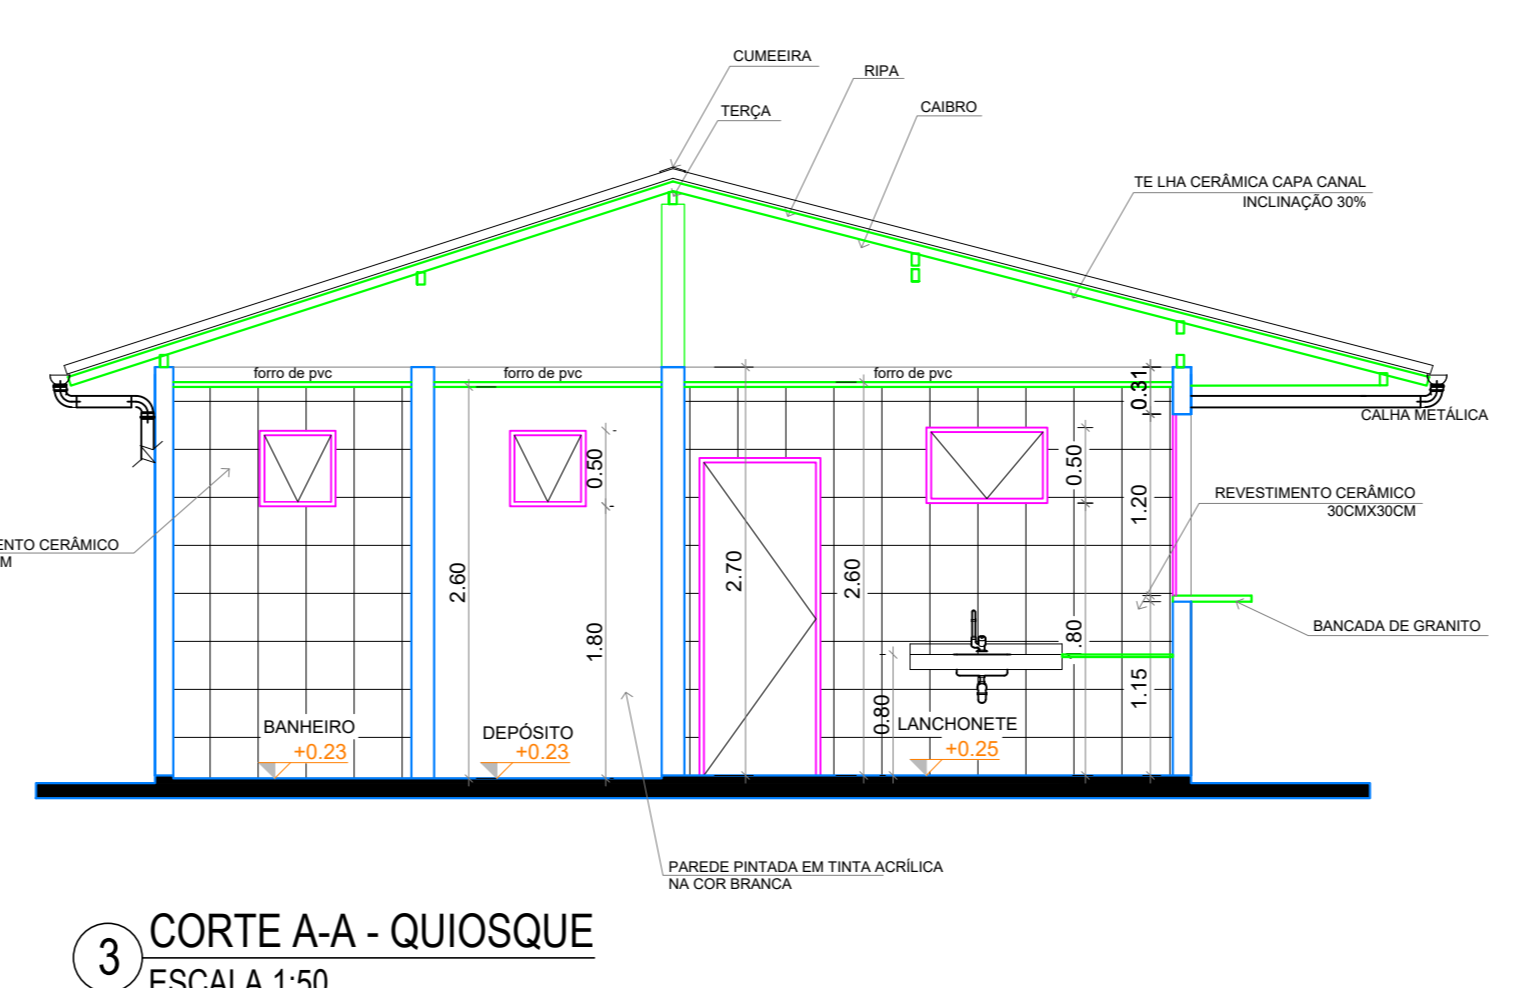 CUMEEIRA
RIPA
TERÇA
CAIBRO
TE LHA CERÂMICA CAPA CANAL
INCLINAÇÃO 30%
forro de pvc
forro de pvc
forro de pvc
0.31
CALHA METÁLICA
0.50
0.50
1.20
REVESTIMENTO CERÂMICO
30CMX30CM
ENTO CERÂMICO
M
2.60
2.70
2.60
1.80
.80
BANCADA DE GRANITO
1.15
0.80
BANHEIRO
+0.23
DEPÓSITO
+0.23
LANCHONETE
+0.25
PAREDE PINTADA EM TINTA ACRÍLICA
NA COR BRANCA
3
CORTE A-A - QUIOSQUE
ESCALA 1:50